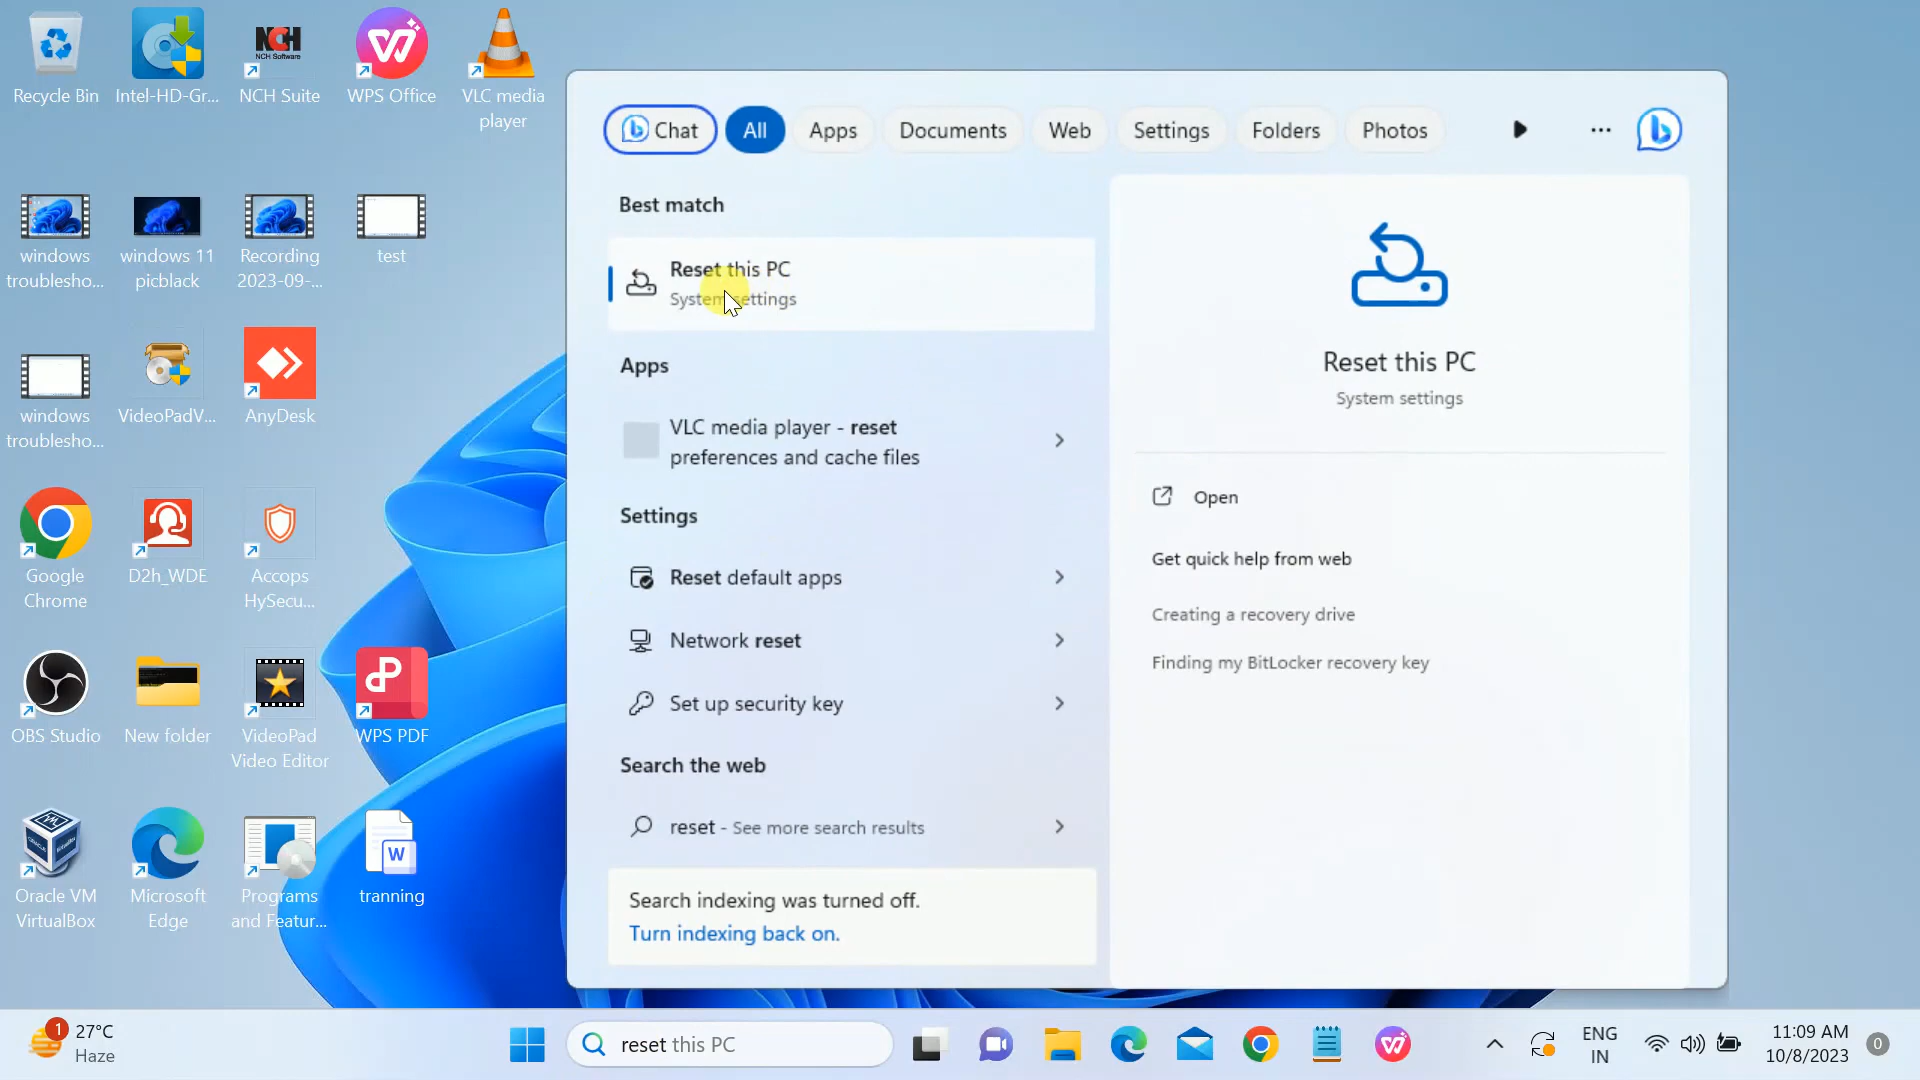 Recycle Bin
Intel-HD-Gr...
NCH
NCH Software
NCH Suite
WPS Office
VLC media
player
windows
troublesho...
windows 11
picblack
Recording
2023-09-...
test
windows
troublesho...
VideoPadV...
AnyDesk
Google
Chrome
D2h_WDE
Accops
HySecu...
OBS Studio
New folder
VideoPad
Video Editor
WPS PDF
Oracle VM
VirtualBox
Microsoft
Edge
Programs
and Featur...
W
tranning
Chat
All
Apps
Documents
Web
Settings
Folders
Photos
Best match
Reset this PC
System settings
Apps
VLC media player - reset
preferences and cache files
Settings
Reset default apps
Network reset
Set up security key
Search the web
reset - See more search results
Search indexing was turned off.
Turn indexing back on.
Reset this PC
System settings
Open
Get quick help from web
Creating a recovery drive
Finding my BitLocker recovery key
1
27°C
Haze
reset this PC
ENG
IN
11:09 AM
10/8/2023
0